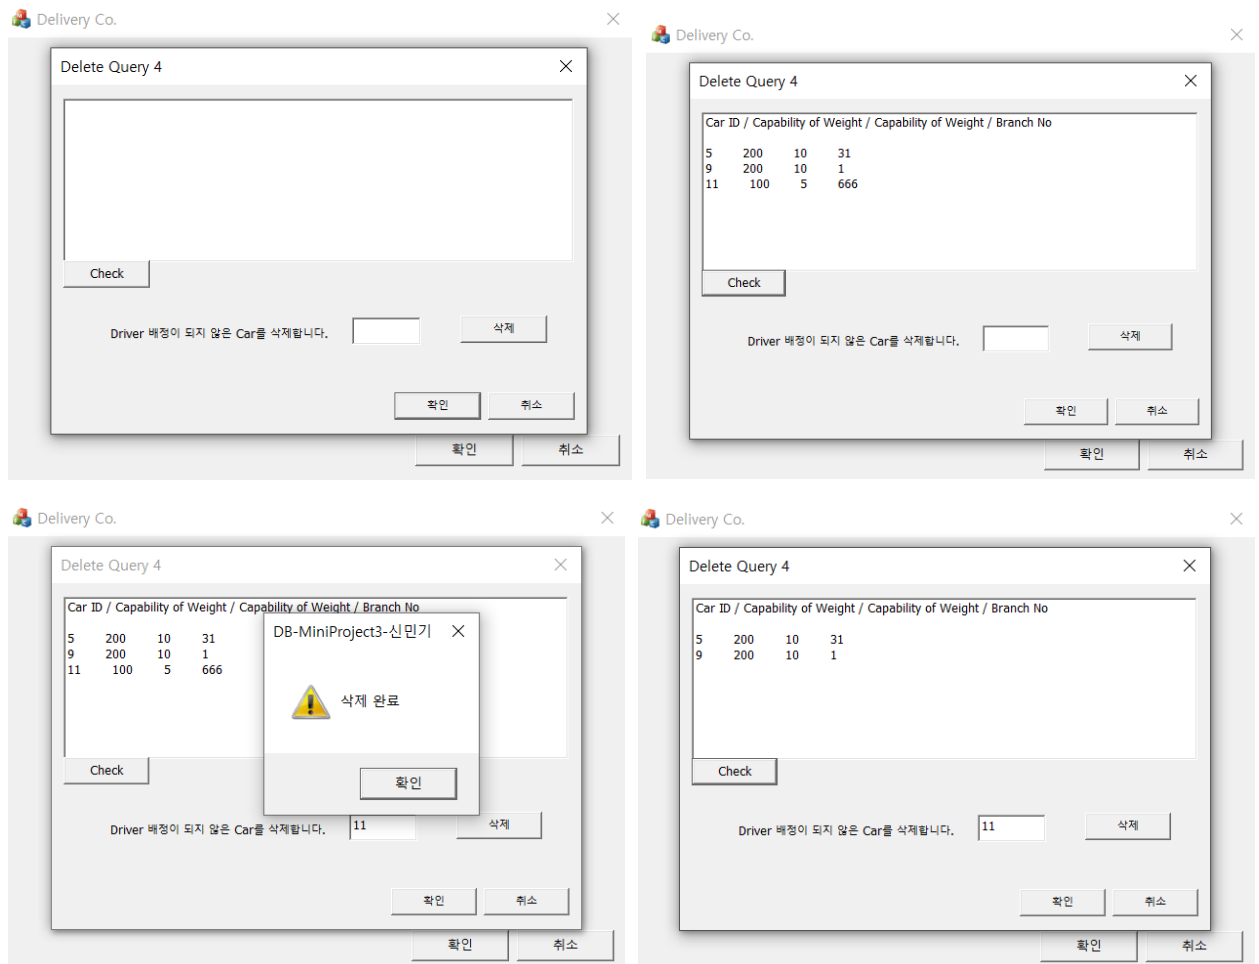 Delivery Co.
Delete Query 4
Check
Driver 배정이 되지 않은 Car를 삭제합니다.
삭제
확인
취소
확인
취소
Delivery Co.
Delete Query 4
Car ID / Capability of Weight / Capability of Weight / Branch No
5 200 10 31
9 200 10 1
11 100 5 666
Check
Driver 배정이 되지 않은 Car를 삭제합니다.
삭제
확인
취소
확인
취소
Delivery Co.
Delete Query 4
Car ID / Capability of Weight / Capability of Weight / Branch No
5 200 10 31
9 200 10 1
11 100 5 666
DB-MiniProject3-신민기
삭제 완료
확인
Check
Driver 배정이 되지 않은 Car를 삭제합니다.
11
삭제
확인
취소
확인
취소
Delivery Co.
Delete Query 4
Car ID / Capability of Weight / Capability of Weight / Branch No
5 200 10 31
9 200 10 1
Check
Driver 배정이 되지 않은 Car를 삭제합니다.
11
삭제
확인
취소
확인
취소